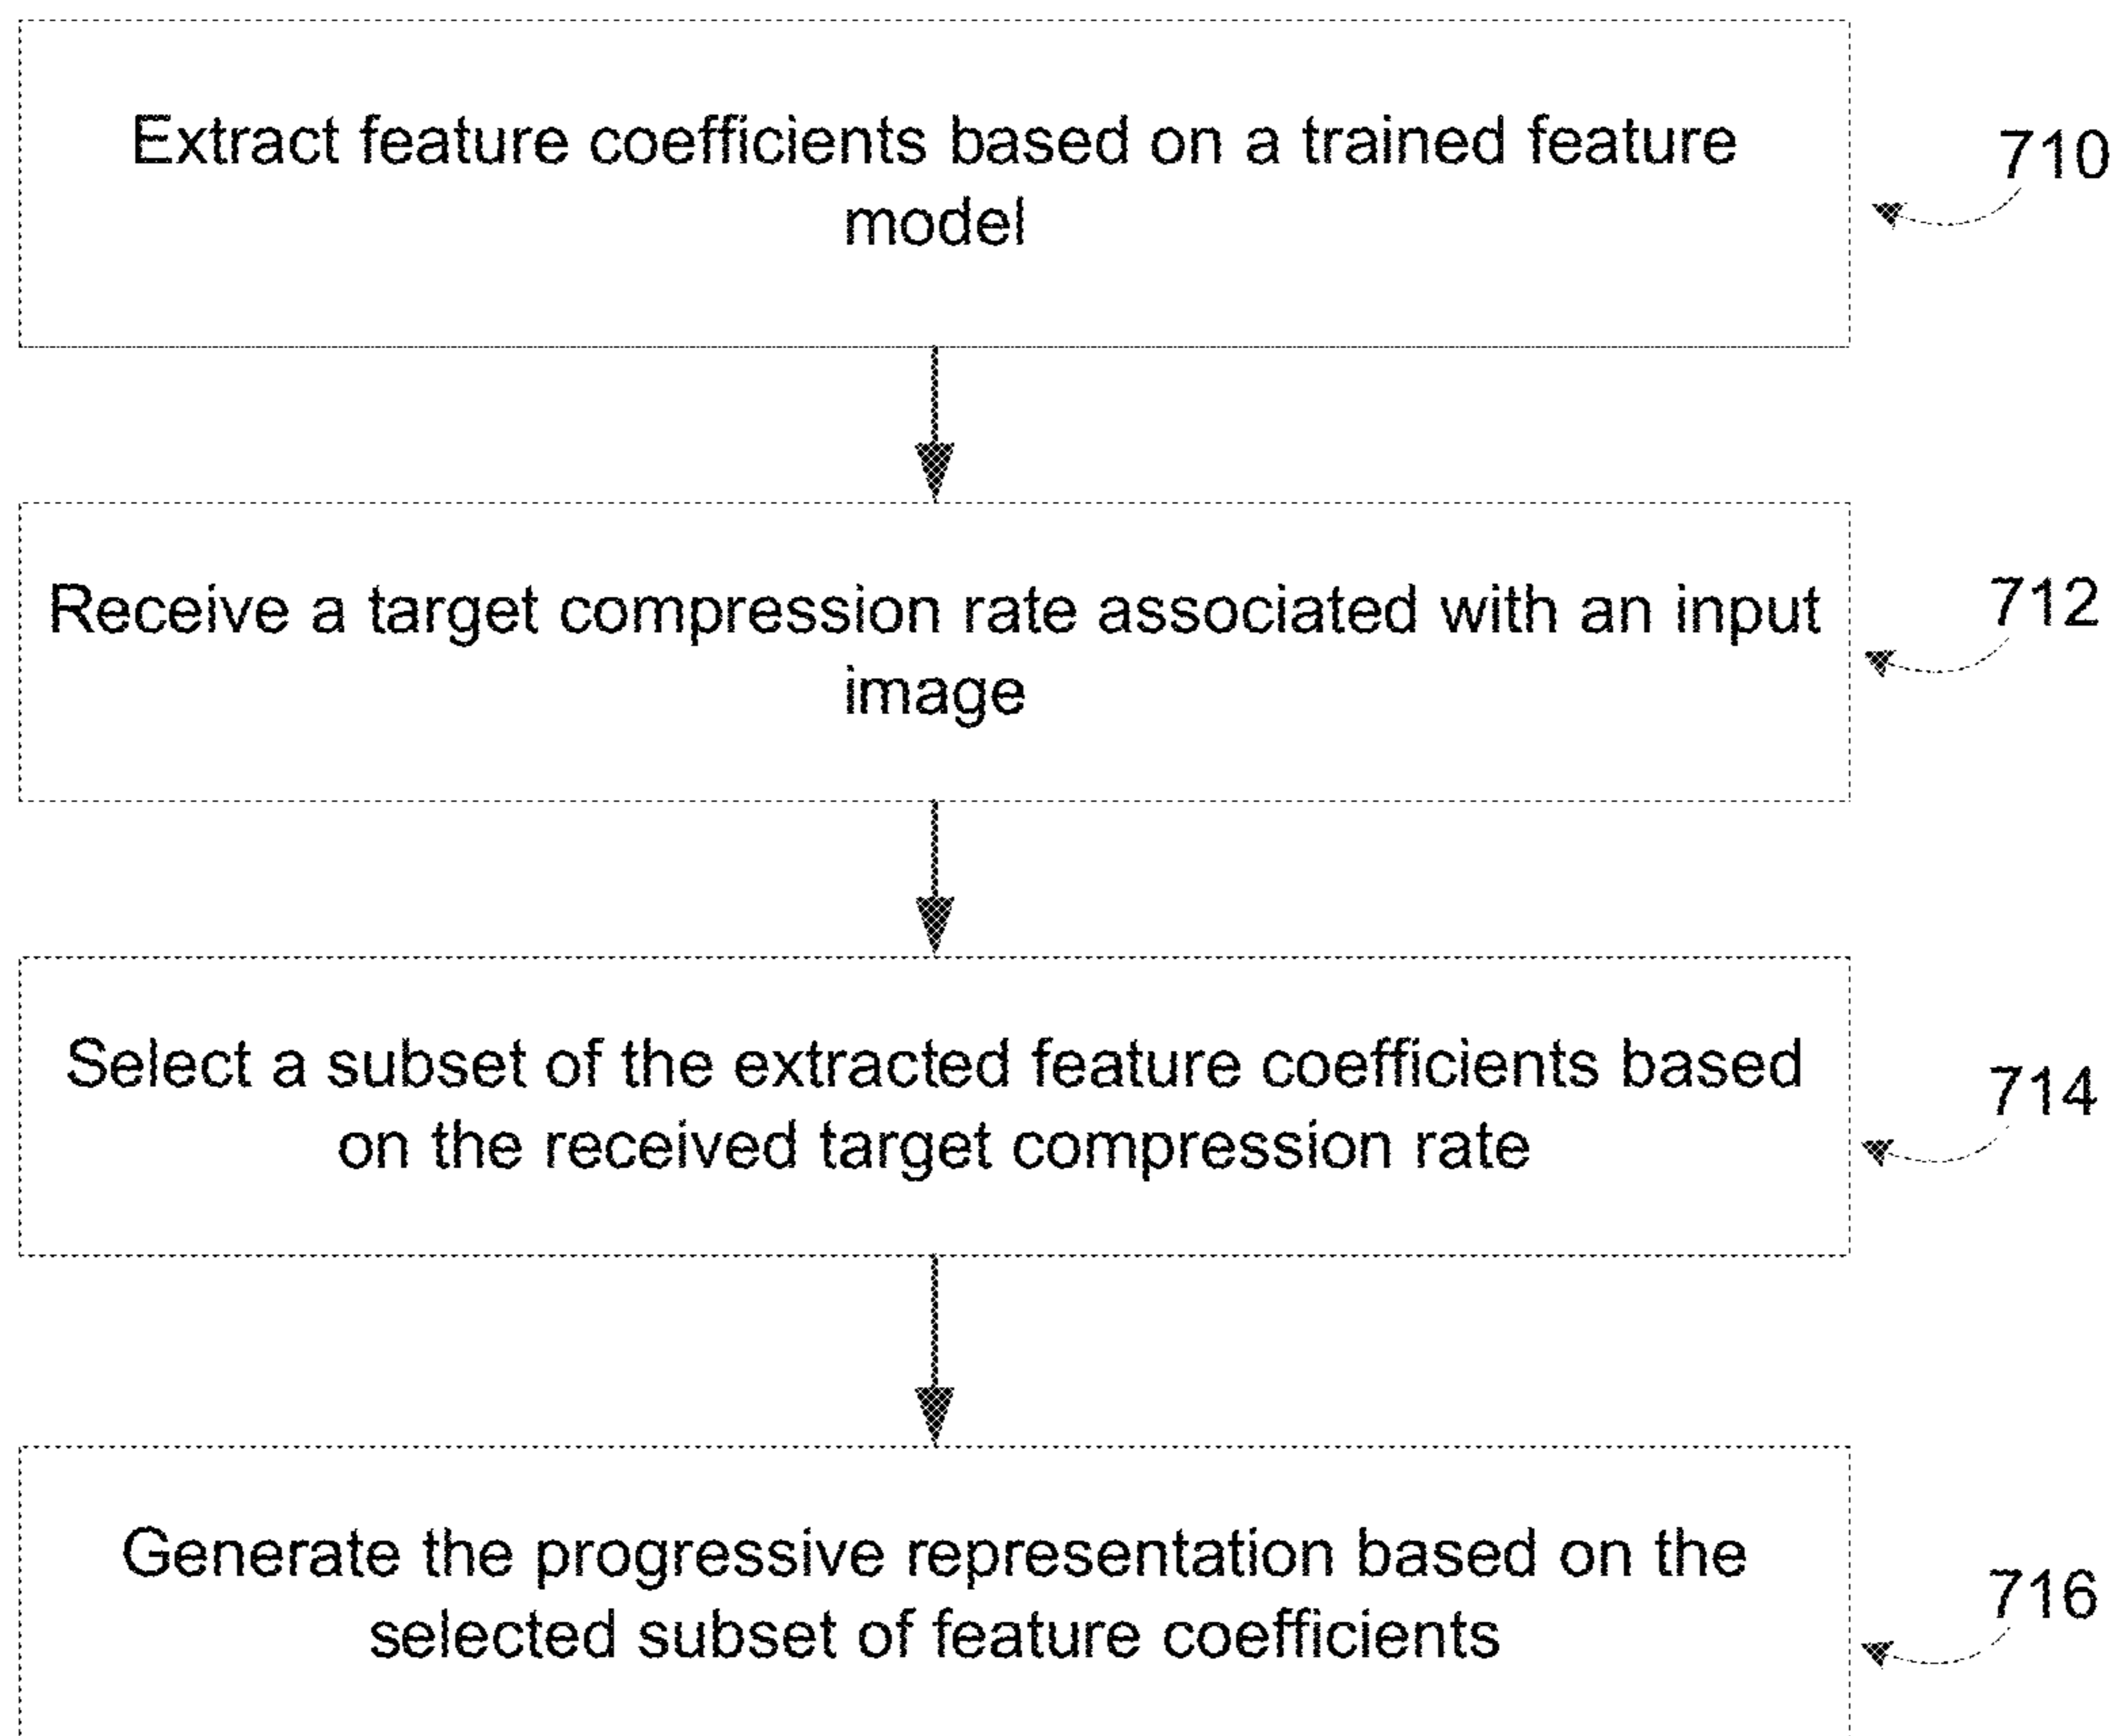 Extract feature coefficients based on a trained feature
model
710
Receive a target compression rate associated with an input
image
712
Select a subset of the extracted feature coefficients based
on the received target compression rate
714
Generate the progressive representation based on the
selected subset of feature coefficients
716